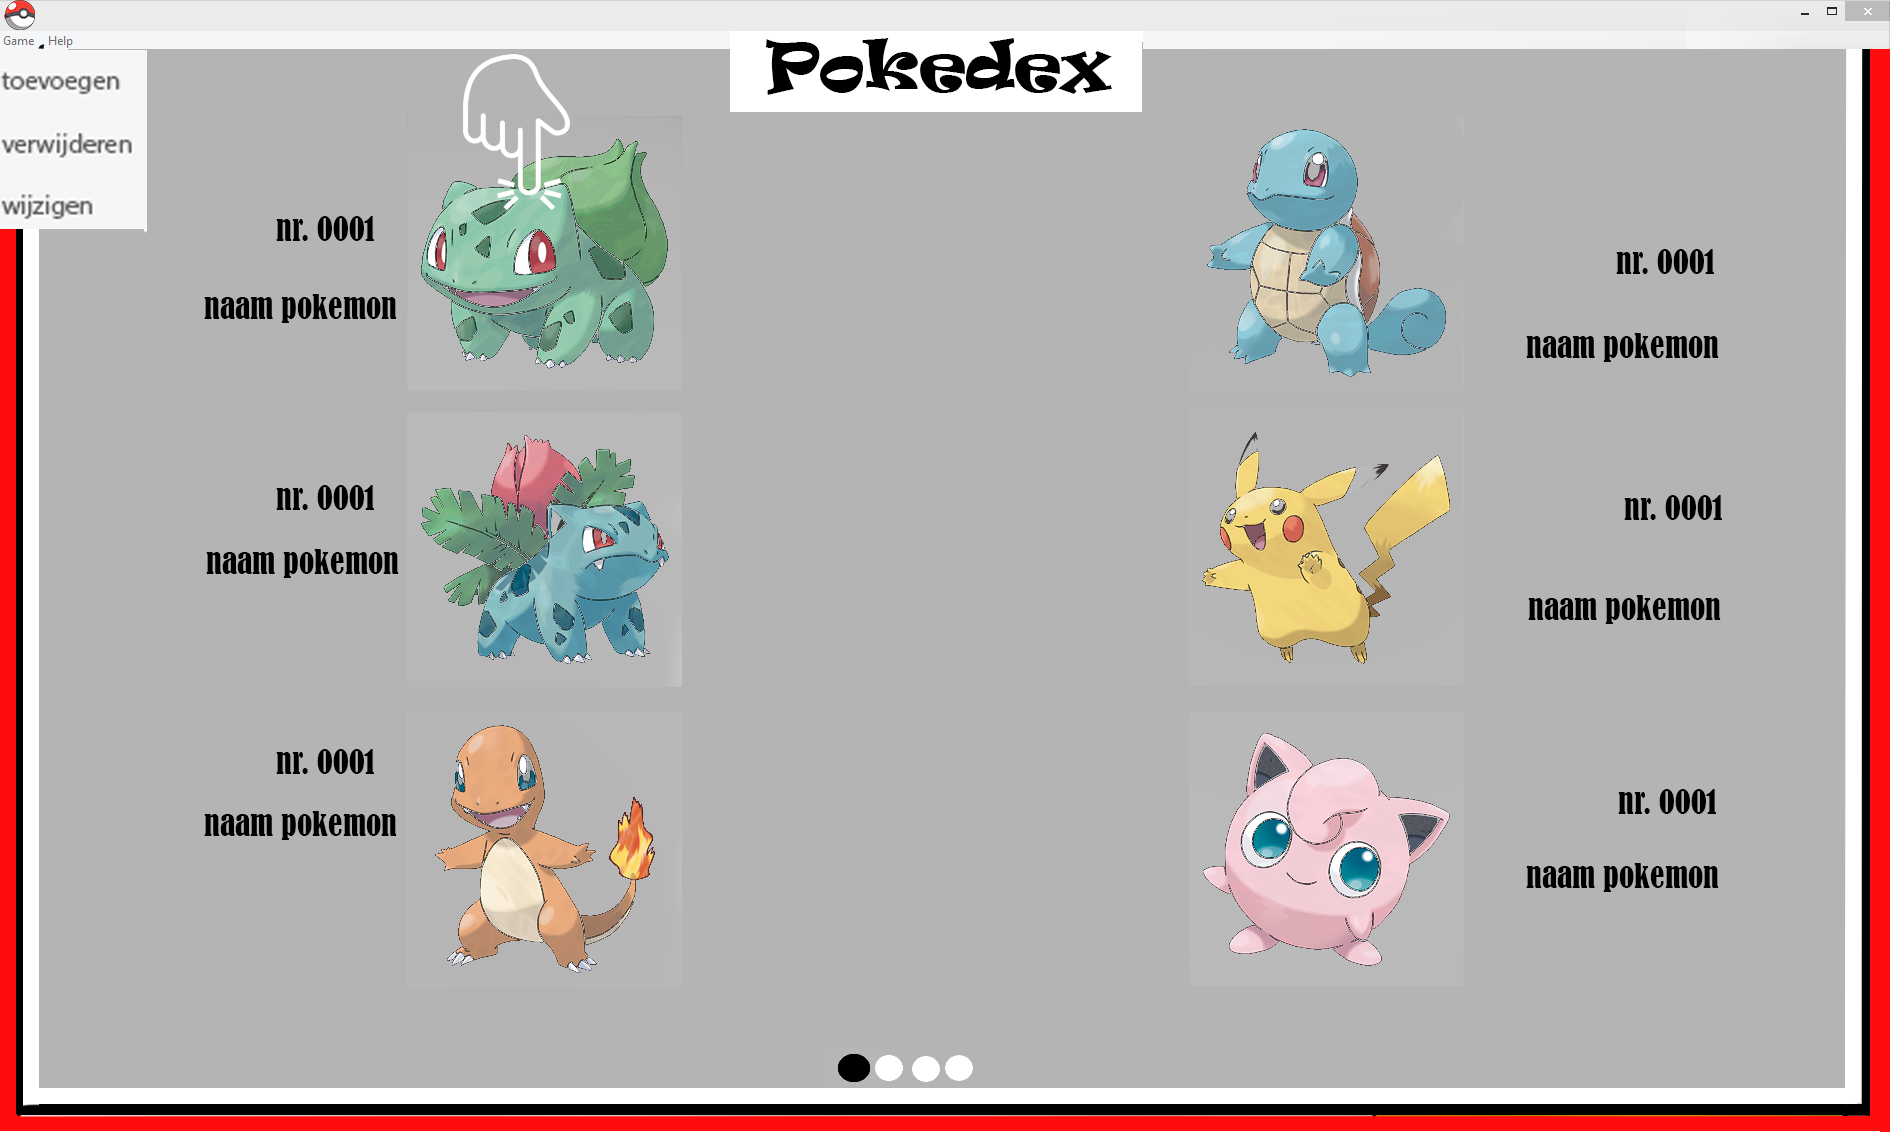 Game Help
Pokedex
toevoegen
verwijderen
wijzigen
nr. 0001
naam pokemon
nr. 0001
naam pokemon
nr. 0001
naam pokemon
nr. 0001
naam pokemon
nr. 0001
naam pokemon
nr. 0001
naam pokemon